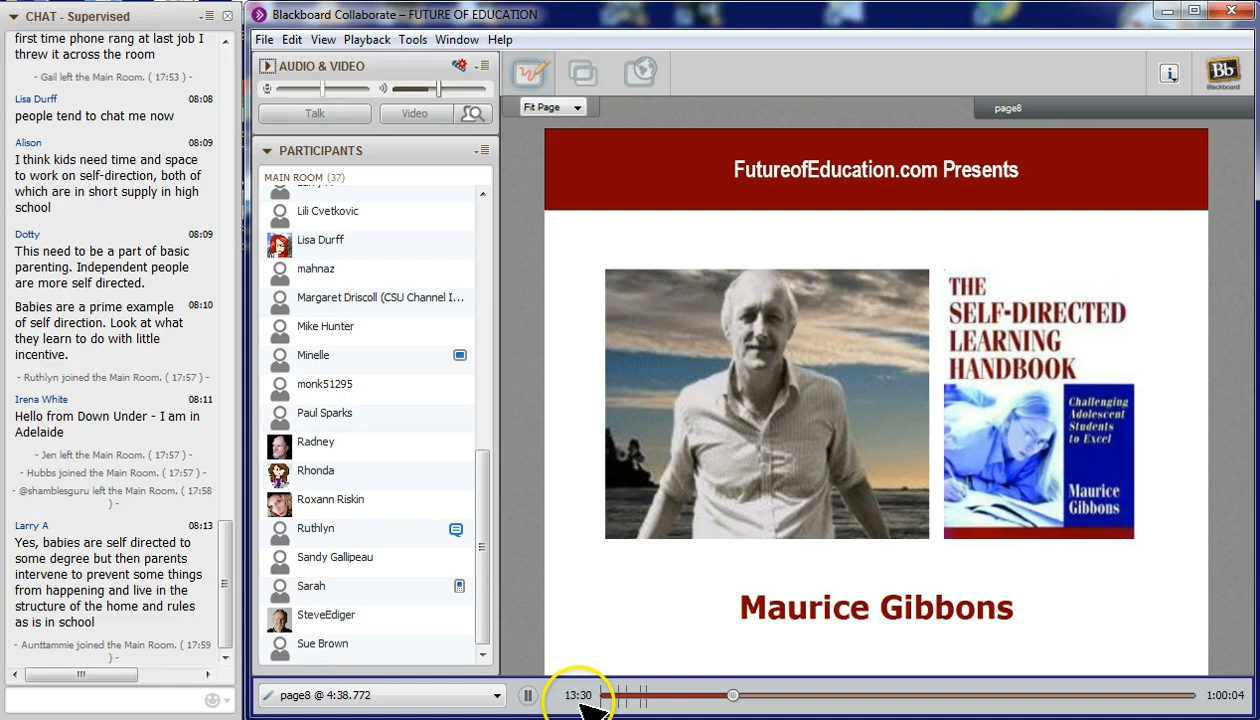 CHAT - Supervised
first time phone rang at last job I
threw it across the room
- Gail left the Main Room. ( 17:53 ) -
Lisa Durff 08:08
people tend to chat me now
Alison 08:09
I think kids need time and space
to work on self-direction, both of
which are in short supply in high
school
Dotty 08:09
This need to be a part of basic
parenting. Independent people
are more self directed.
Babies are a prime example 08:10
of self direction. Look at what
they learn to do with little
incentive.
- Ruthlyn joined the Main Room. ( 17:57 ) -
Irena White 08:11
Hello from Down Under - I am in
Adelaide
- Jen left the Main Room. ( 17:57 ) -
- Hubbs joined the Main Room. ( 17:57 ) -
- @shamblesguru left the Main Room. ( 17:58
) -
Larry A 08:13
Yes, babies are self directed to
some degree but then parents
intervene to prevent some things
from happening and live in the
structure of the home and rules
as is in school
- Aunttammie joined the Main Room. ( 17:59
) -
Blackboard Collaborate – FUTURE OF EDUCATION
File Edit View Playback Tools Window Help
AUDIO & VIDEO
Talk Video
PARTICIPANTS
MAIN ROOM (37)
Lili Cvetkovic
Lisa Durff
mahnaz
Margaret Driscoll (CSU Channel I...
Mike Hunter
Minelle
monk51295
Paul Sparks
Radney
Rhonda
Roxann Riskin
Ruthlyn
Sandy Gallipeau
Sarah
SteveEdiger
Sue Brown
Fit Page
page8
Bb
Blackboard
FutureofEducation.com Presents
THE
SELF-DIRECTED
LEARNING
HANDBOOK
Challenging
Adolescent
Students
to Excel
Maurice
Gibbons
Maurice Gibbons
page8 @ 4:38.772
13:30
1:00:04